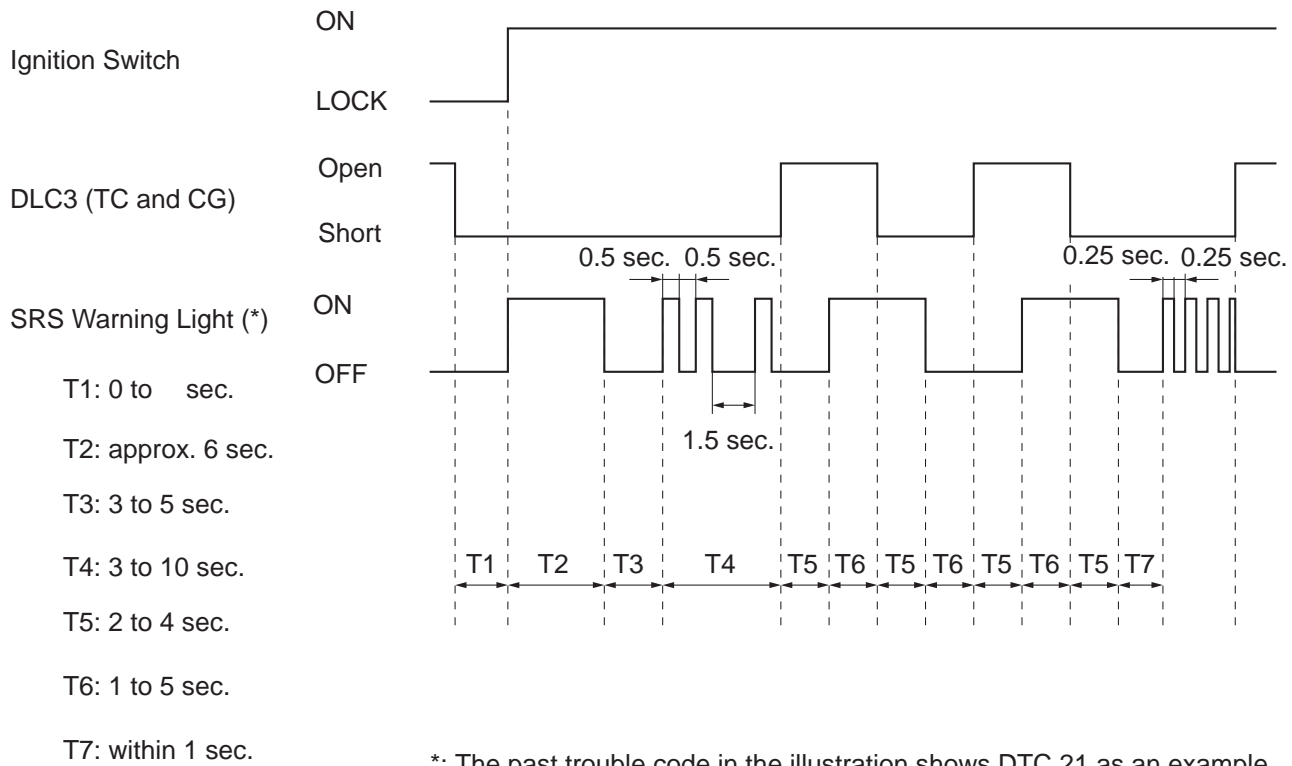 ON
Ignition Switch
LOCK
Open
DLC3 (TC and CG)
Short
0.5 sec. 0.5 sec.
0.25 sec. 0.25 sec.
ON
SRS Warning Light (*)
OFF
T1: 0 to sec.
1.5 sec.
T2: approx. 6 sec.
T3: 3 to 5 sec.
T1 T2 T3 T4 T5 T6 T5 T6 T5 T6 T5 T7
T4: 3 to 10 sec.
T5: 2 to 4 sec.
T6: 1 to 5 sec.
T7: within 1 sec.
*: The past trouble code in the illustration shows DTC 21 as an example